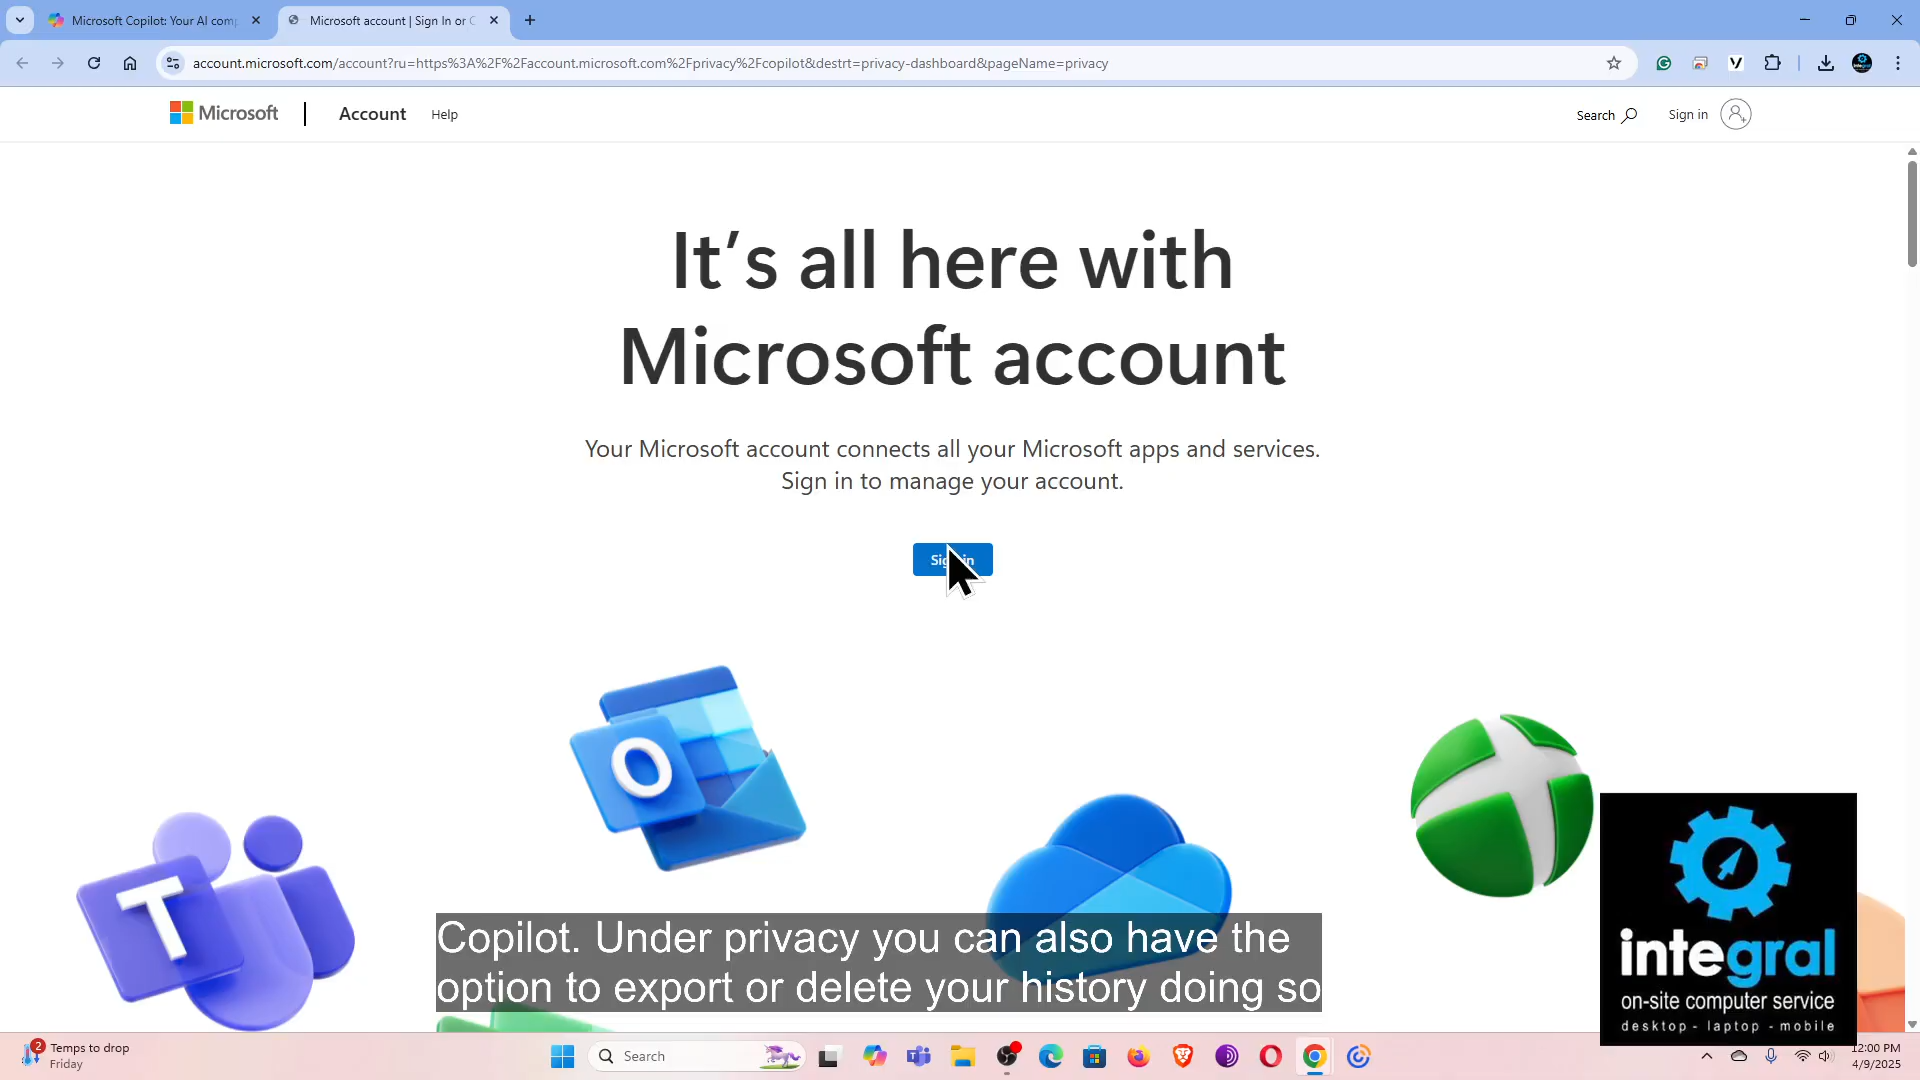 Microsoft Copilot: Your AI comp
Microsoft account | Sign In or C
account.microsoft.com/account?ru=https%3A%2F%2Faccount.microsoft.com%2Fprivacy%2Fcopilot&destrt=privacy-dashboard&pageName=privacy
Microsoft
Account
Help
Search
Sign in
It's all here with
Microsoft account
Your Microsoft account connects all your Microsoft apps and services.
Sign in to manage your account.
Sign in
O
T
Copilot. Under privacy you can also have the
option to export or delete your history doing so
integral
on-site computer service
desktop - laptop - mobile
2
Temps to drop
Friday
Search
12:00 PM
4/9/2025